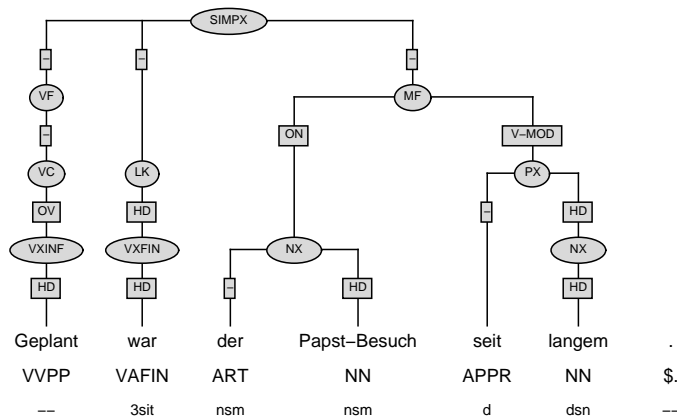 SIMPX
– – –
VF MF
– ON V–MOD
VC LK PX
OV HD – HD
VXINF VXFIN NX NX
HD HD – HD HD
Geplant war der Papst–Besuch seit langem .
VVPP VAFIN ART NN APPR NN $.
–– 3sit nsm nsm d dsn ––